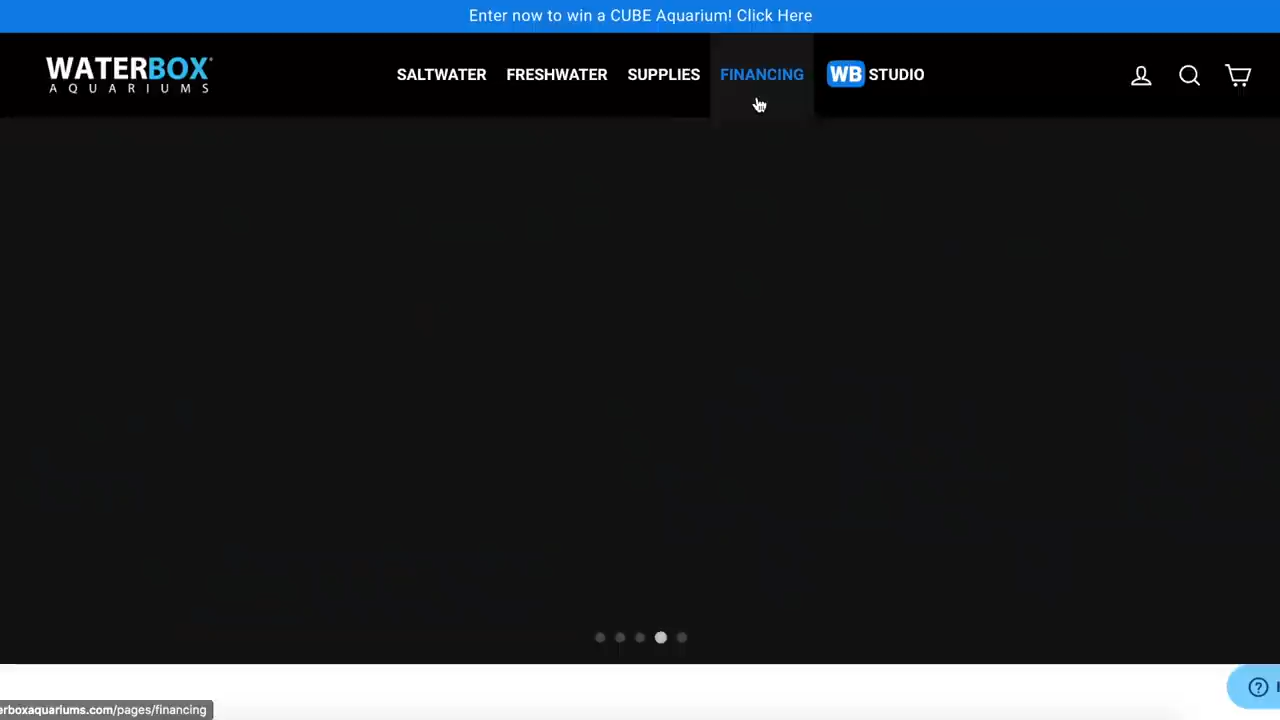 Enter now to win a CUBE Aquarium! Click Here
WATERBOX
AQUARIUMS
SALTWATER FRESHWATER SUPPLIES FINANCING WB STUDIO
erboxaquariums.com/pages/financing